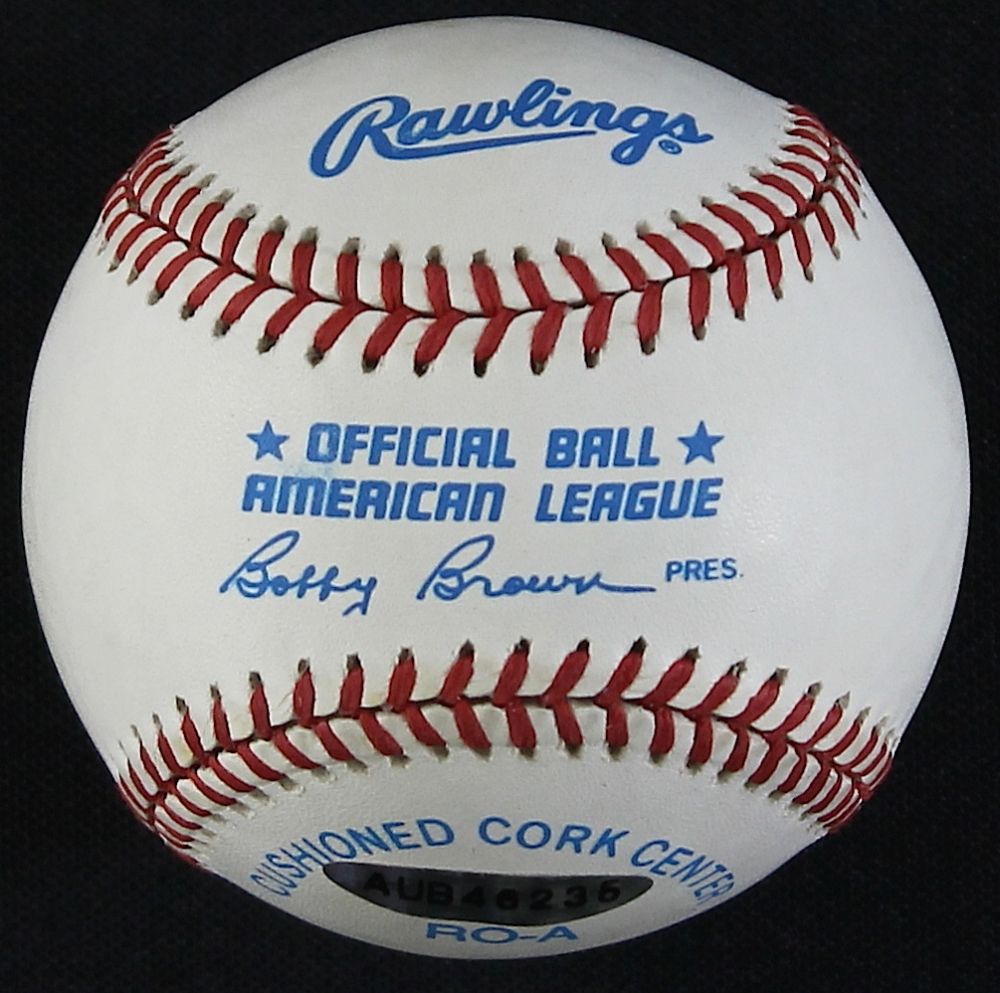 Rawlings®
★ OFFICIAL BALL ★
AMERICAN LEAGUE
Bobby Brown PRES.
CUSHIONED CORK CENTER
AUB46235
RO-A